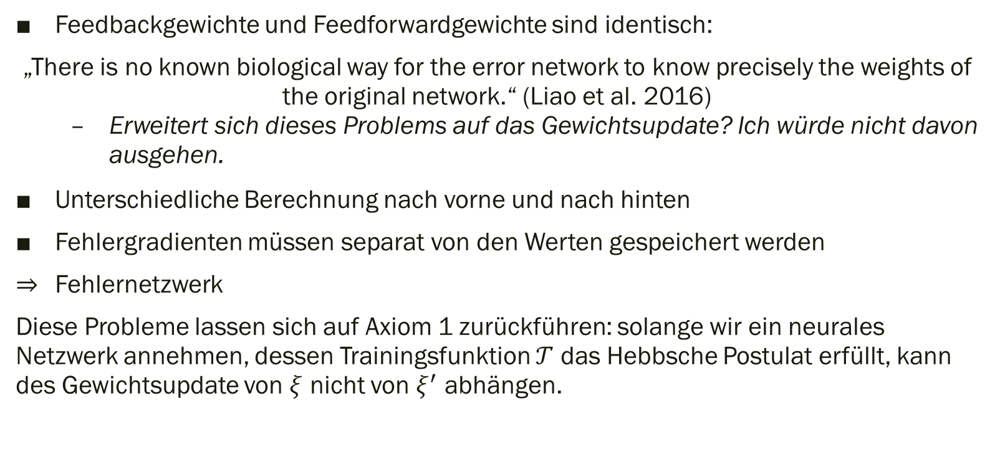 ■ Feedbackgewichte und Feedforwardgewichte sind identisch:
„There is no known biological way for the error network to know precisely the weights of
the original network.“ (Liao et al. 2016)
– Erweitert sich dieses Problems auf das Gewichtsupdate? Ich würde nicht davon
ausgehen.
■ Unterschiedliche Berechnung nach vorne und nach hinten
■ Fehlergradienten müssen separat von den Werten gespeichert werden
⇒ Fehlernetzwerk
Diese Probleme lassen sich auf Axiom 1 zurückführen: solange wir ein neurales
Netzwerk annehmen, dessen Trainingsfunktion 𝒯 das Hebbsche Postulat erfüllt, kann
des Gewichtsupdate von ξ nicht von ξ′ abhängen.